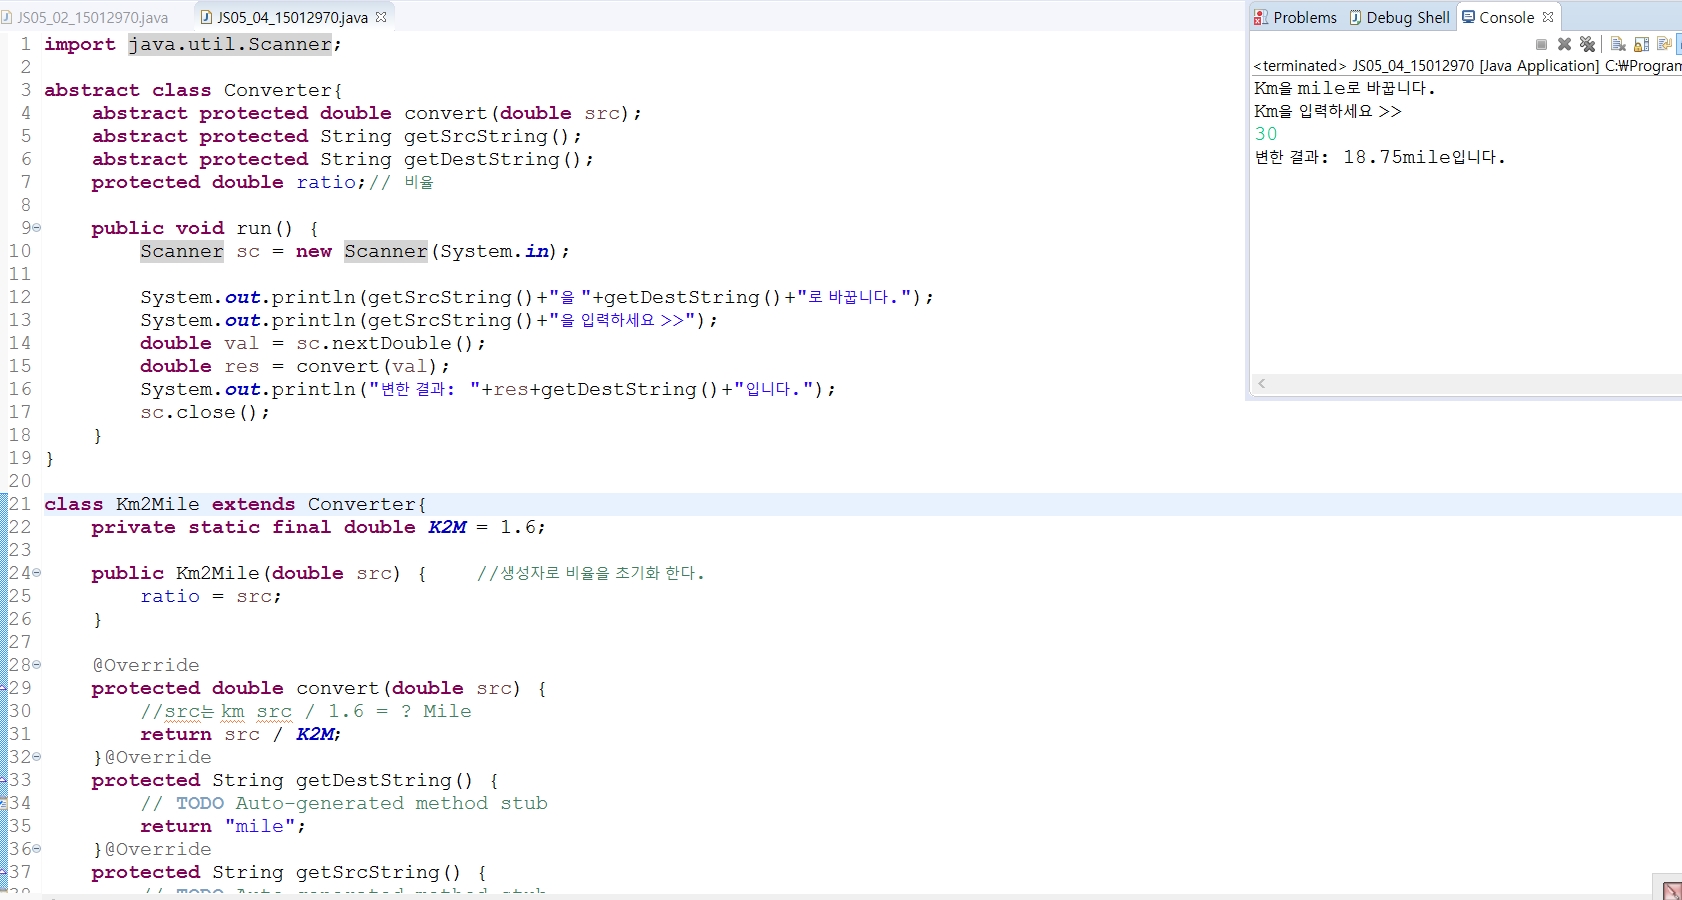 JS05_02_15012970.java
JS05_04_15012970.java
1 import java.util.Scanner;
2
3 abstract class Converter{
4 abstract protected double convert(double src);
5 abstract protected String getSrcString();
6 abstract protected String getDestString();
7 protected double ratio;// 비율
8
9 public void run() {
10 Scanner sc = new Scanner(System.in);
11
12 System.out.println(getSrcString()+"을 "+getDestString()+"로 바꿉니다.");
13 System.out.println(getSrcString()+"을 입력하세요 >>");
14 double val = sc.nextDouble();
15 double res = convert(val);
16 System.out.println("변한 결과: "+res+getDestString()+"입니다.");
17 sc.close();
18 }
19 }
20
21 class Km2Mile extends Converter{
22 private static final double K2M = 1.6;
23
24 public Km2Mile(double src) { //생성자로 비율을 초기화 한다.
25 ratio = src;
26 }
27
28 @Override
29 protected double convert(double src) {
30 //src는 km src / 1.6 = ? Mile
31 return src / K2M;
32 }@Override
33 protected String getDestString() {
34 // TODO Auto-generated method stub
35 return "mile";
36 }@Override
37 protected String getSrcString() {
38 // TODO Auto-generated method stub
Problems Debug Shell Console
<terminated> JS05_04_15012970 [Java Application] C:₩Program
Km을 mile로 바꿉니다.
Km을 입력하세요 >>
30
변한 결과: 18.75mile입니다.